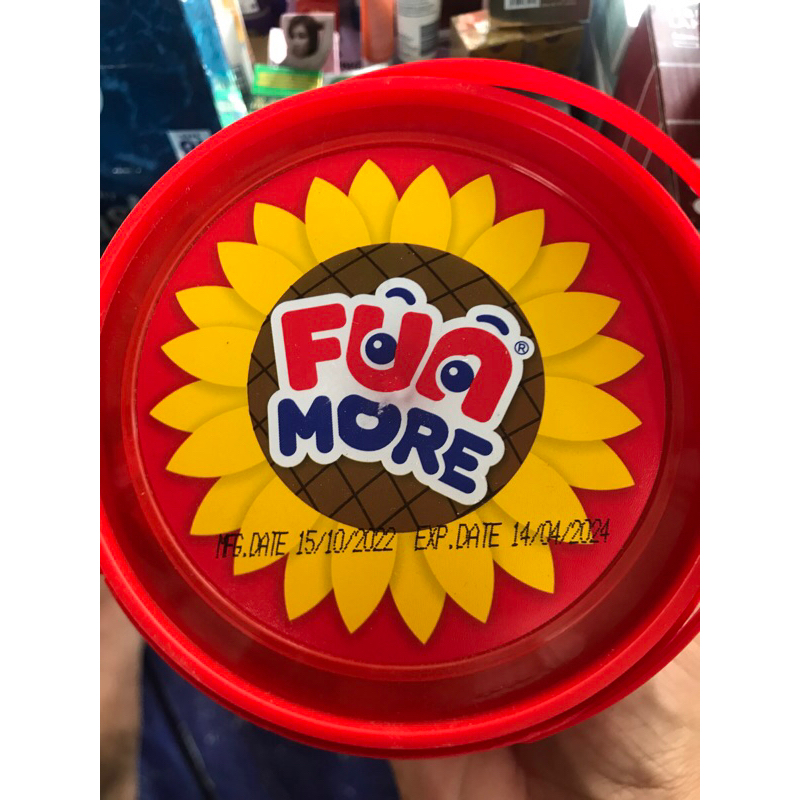 FUN
®
MORE
MFG.DATE 15/10/2022 EXP.DATE 14/04/2024